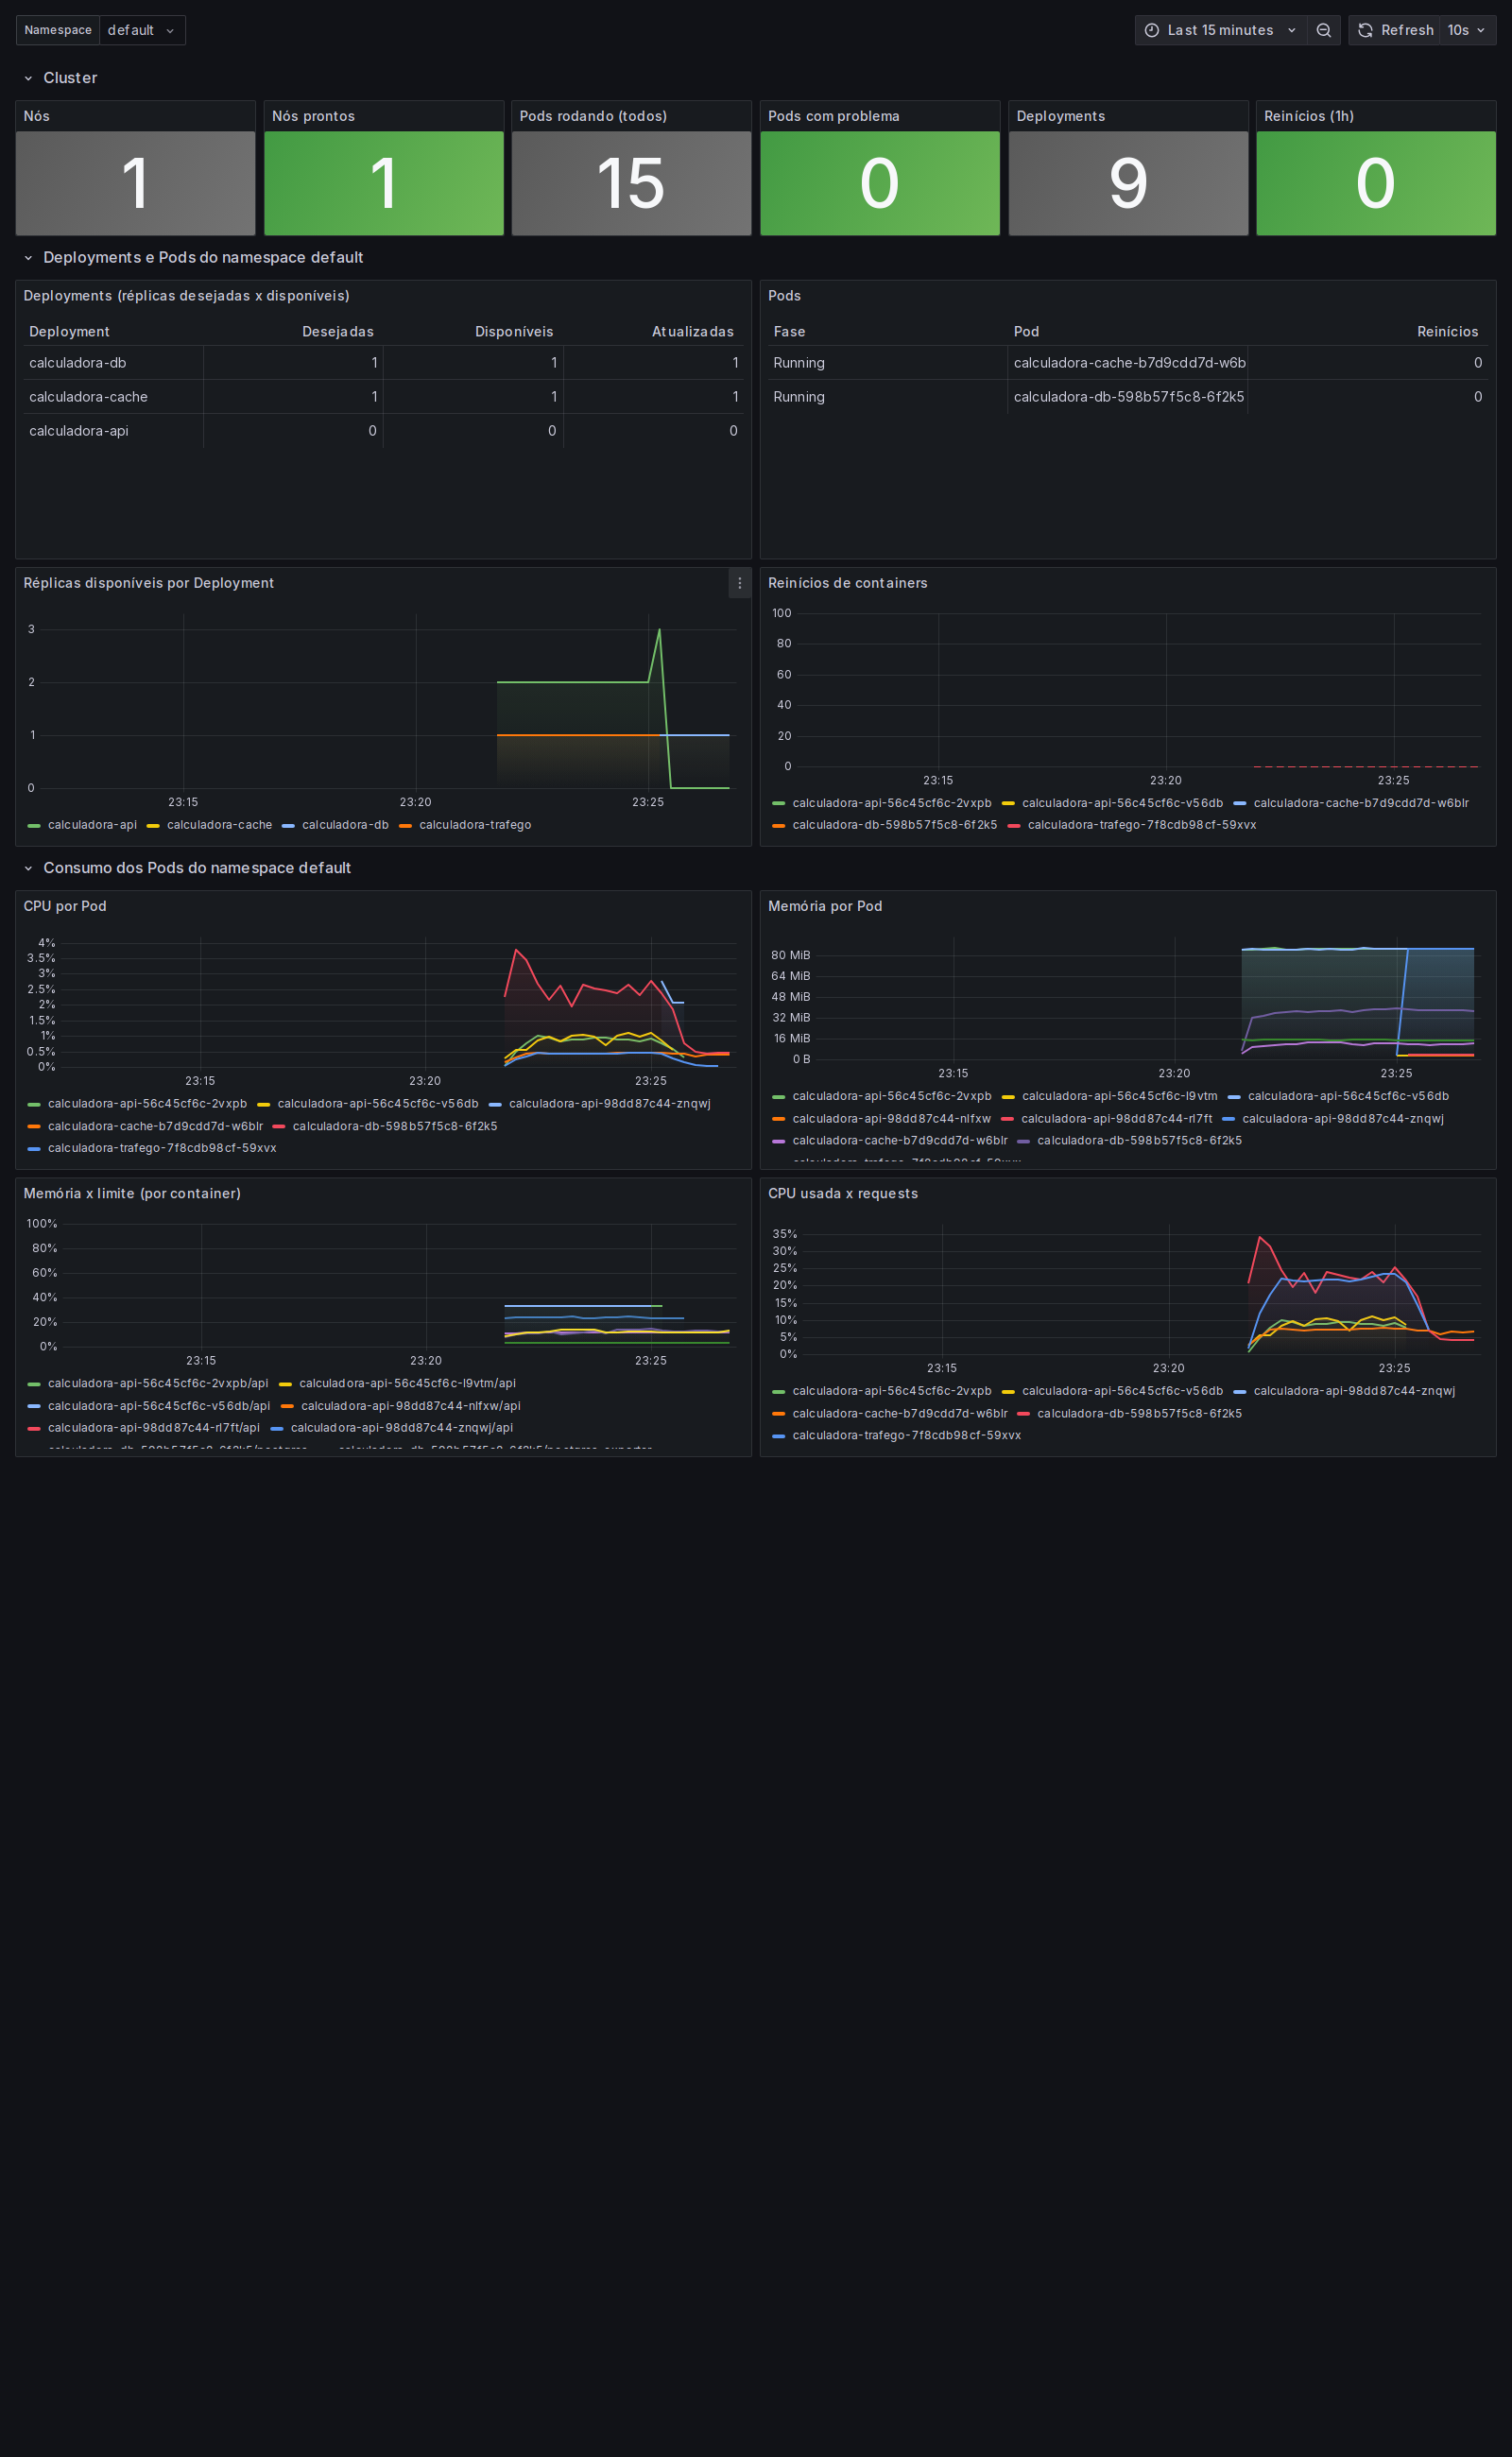 Namespace default Last 15 minutes Refresh 10s
Cluster
Nós Nós prontos Pods rodando (todos) Pods com problema Deployments Reinícios (1h)
1 1 15 0 9 0
Deployments e Pods do namespace default
Deployments (réplicas desejadas x disponíveis)
Deployment Desejadas Disponíveis Atualizadas
calculadora-db 1 1 1
calculadora-cache 1 1 1
calculadora-api 0 0 0
Pods
Fase Pod Reinícios
Running calculadora-cache-b7d9cdd7d-w6b 0
Running calculadora-db-598b57f5c8-6f2k5 0
Réplicas disponíveis por Deployment
3
2
1
0
23:15 23:20 23:25
calculadora-api calculadora-cache calculadora-db calculadora-trafego
Reinícios de containers
100
80
60
40
20
0
23:15 23:20 23:25
calculadora-api-56c45cf6c-2vxpb calculadora-api-56c45cf6c-v56db calculadora-cache-b7d9cdd7d-w6blr
calculadora-db-598b57f5c8-6f2k5 calculadora-trafego-7f8cdb98cf-59xvx
Consumo dos Pods do namespace default
CPU por Pod
4%
3.5%
3%
2.5%
2%
1.5%
1%
0.5%
0%
23:15 23:20 23:25
calculadora-api-56c45cf6c-2vxpb calculadora-api-56c45cf6c-v56db calculadora-api-98dd87c44-znqwj
calculadora-cache-b7d9cdd7d-w6blr calculadora-db-598b57f5c8-6f2k5
calculadora-trafego-7f8cdb98cf-59xvx
Memória por Pod
80 MiB
64 MiB
48 MiB
32 MiB
16 MiB
0 B
23:15 23:20 23:25
calculadora-api-56c45cf6c-2vxpb calculadora-api-56c45cf6c-l9vtm calculadora-api-56c45cf6c-v56db
calculadora-api-98dd87c44-nlfxw calculadora-api-98dd87c44-rl7ft calculadora-api-98dd87c44-znqwj
calculadora-cache-b7d9cdd7d-w6blr calculadora-db-598b57f5c8-6f2k5
Memória x limite (por container)
100%
80%
60%
40%
20%
0%
23:15 23:20 23:25
calculadora-api-56c45cf6c-2vxpb/api calculadora-api-56c45cf6c-l9vtm/api
calculadora-api-56c45cf6c-v56db/api calculadora-api-98dd87c44-nlfxw/api
calculadora-api-98dd87c44-rl7ft/api calculadora-api-98dd87c44-znqwj/api
CPU usada x requests
35%
30%
25%
20%
15%
10%
5%
0%
23:15 23:20 23:25
calculadora-api-56c45cf6c-2vxpb calculadora-api-56c45cf6c-v56db calculadora-api-98dd87c44-znqwj
calculadora-cache-b7d9cdd7d-w6blr calculadora-db-598b57f5c8-6f2k5
calculadora-trafego-7f8cdb98cf-59xvx